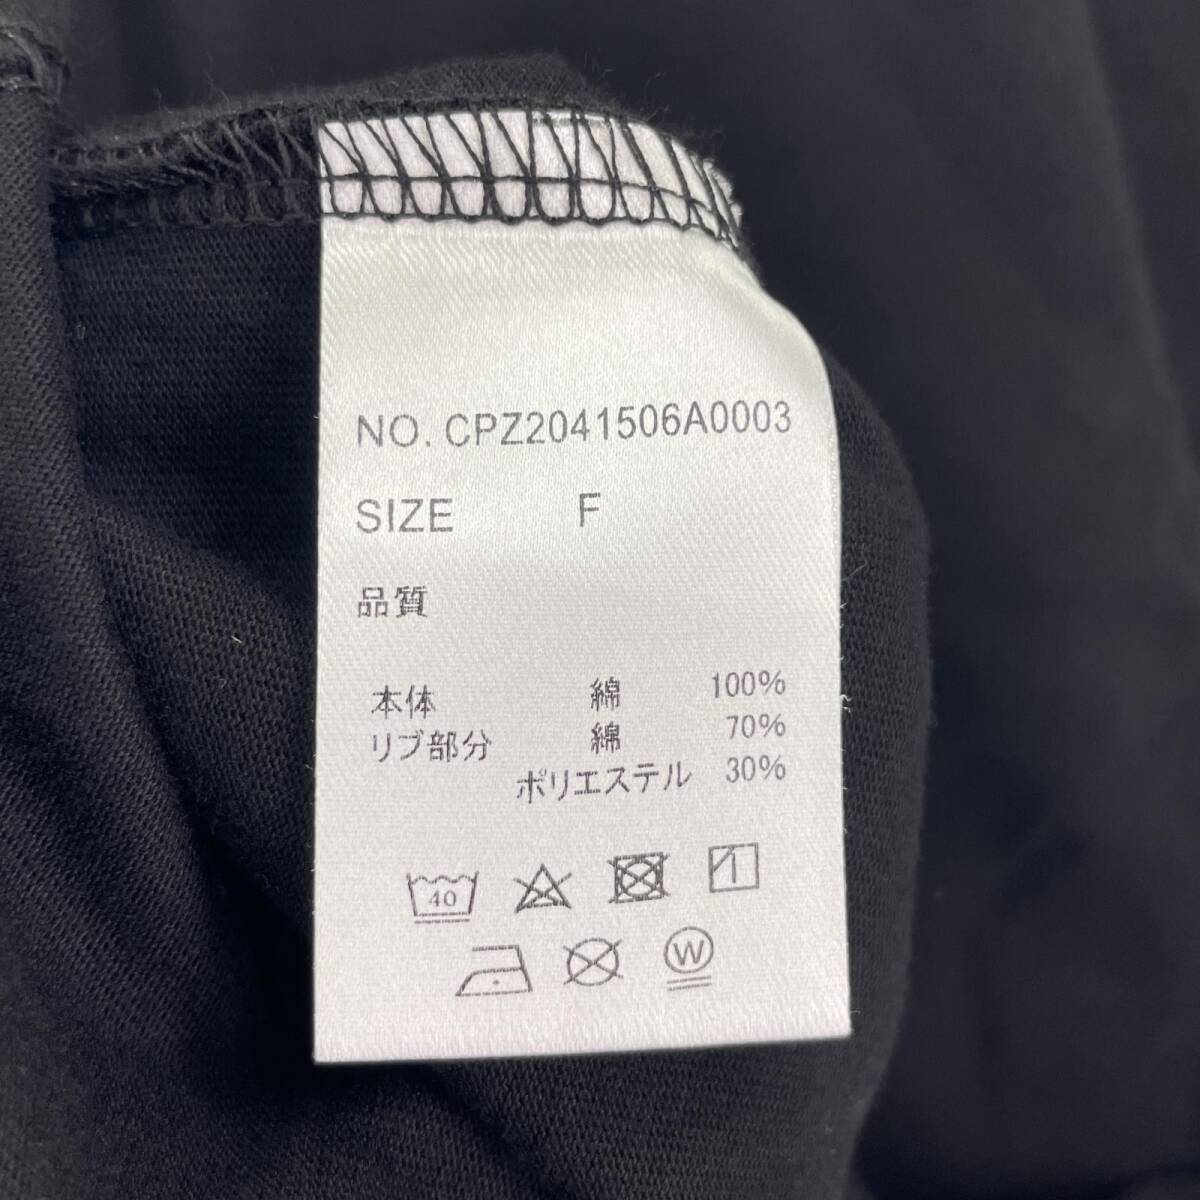 NO. CPZ2041506A0003
SIZE F
品質
本体 綿 100%
リブ部分 綿 70%
ポリエステル 30%
40
W